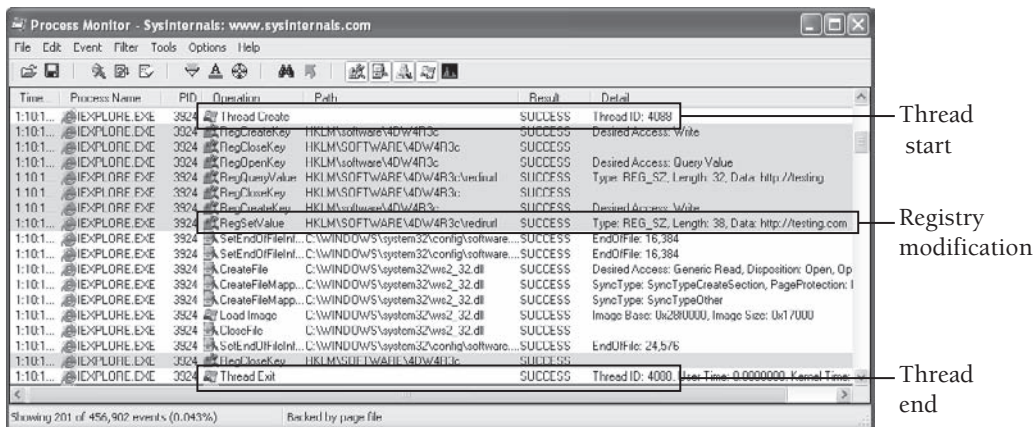 Process Monitor - Sysinternals: www.sysinternals.com
File Edit Event Filter Tools Options Help
Time... Process Name PID Operation Path Result Detail
1:10:1... IEXPLORE.EXE 3924 Thread Create SUCCESS Thread ID: 4088
1:10:1... IEXPLORE.EXE 3924 RegCreateKey HKLM\software\4DW4R3c SUCCESS Desired Access: Write
1:10:1... IEXPLORE.EXE 3924 RegCloseKey HKLM\SOFTWARE\4DW4R3c SUCCESS
1:10:1... IEXPLORE.EXE 3924 RegOpenKey HKLM\software\4DW4R3c SUCCESS Desired Access: Query Value
1:10:1... IEXPLORE.EXE 3924 RegQueryValue HKLM\SOFTWARE\4DW4R3c\vedirurl SUCCESS Type: REG_SZ, Length: 32, Data: http://testing
1:10:1... IEXPLORE.EXE 3924 RegCloseKey HKLM\SOFTWARE\4DW4R3c SUCCESS
1:10:1... IEXPLORE.EXE 3924 RegCreateKey HKLM\software\4DW4R3c SUCCESS Desired Access: Write
1:10:1... IEXPLORE.EXE 3924 RegSetValue HKLM\SOFTWARE\4DW4R3c\vedirurl SUCCESS Type: REG_SZ, Length: 38, Data: http://testing.com
1:10:1... IEXPLORE.EXE 3924 SetEndOfFileInf... C:\WINDOWS\system32\config\software.... SUCCESS EndOfFile: 16,384
1:10:1... IEXPLORE.EXE 3924 SetEndOfFileInf... C:\WINDOWS\system32\config\software.... SUCCESS EndOfFile: 16,384
1:10:1... IEXPLORE.EXE 3924 CreateFile C:\WINDOWS\system32\ws2_32.dll SUCCESS Desired Access: Generic Read, Disposition: Open, Op
1:10:1... IEXPLORE.EXE 3924 CreateFileMapp... C:\WINDOWS\system32\ws2_32.dll SUCCESS SyncType: SyncTypeCreateSection, PageProtection:
1:10:1... IEXPLORE.EXE 3924 CreateFileMapp... C:\WINDOWS\system32\ws2_32.dll SUCCESS SyncType: SyncTypeOther
1:10:1... IEXPLORE.EXE 3924 Load Image C:\WINDOWS\system32\ws2_32.dll SUCCESS Image Base: 0x28f0000, Image Size: 0x17000
1:10:1... IEXPLORE.EXE 3924 CloseFile C:\WINDOWS\system32\ws2_32.dll SUCCESS
1:10:1... IEXPLORE.EXE 3924 SetEndOfFileInf... C:\WINDOWS\system32\config\software.... SUCCESS EndOfFile: 24,576
1:10:1... IEXPLORE.EXE 3924 RegCloseKey HKLM\SOFTWARE\4DW4R3c SUCCESS
1:10:1... IEXPLORE.EXE 3924 Thread Exit SUCCESS Thread ID: User Time: 0.0000000, Kernel Time:
Showing 201 of 456,902 events (0.043%) Backed by page file
Thread
start
Registry
modification
Thread
end